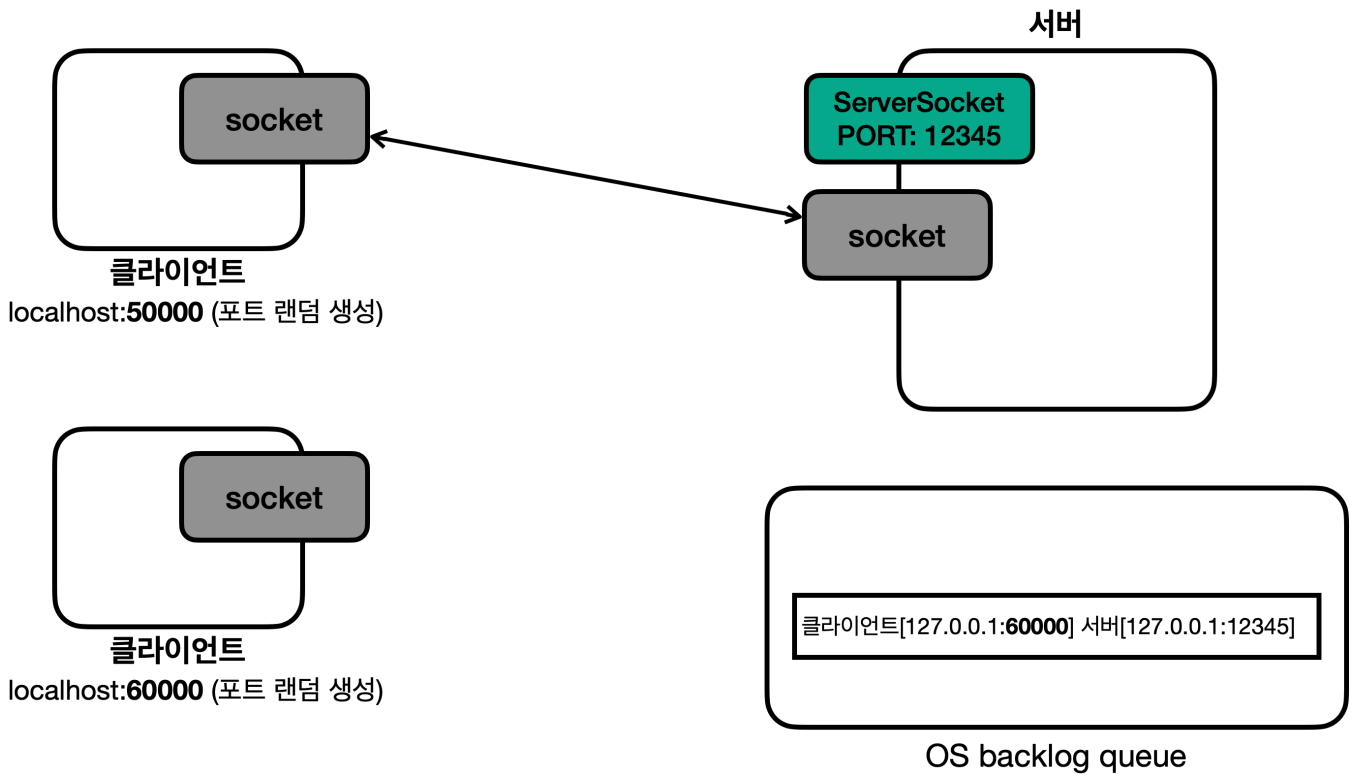 서버
socket
ServerSocket
PORT: 12345
socket
클라이언트
localhost:50000 (포트 랜덤 생성)
socket
클라이언트
localhost:60000 (포트 랜덤 생성)
클라이언트[127.0.0.1:60000] 서버[127.0.0.1:12345]
OS backlog queue